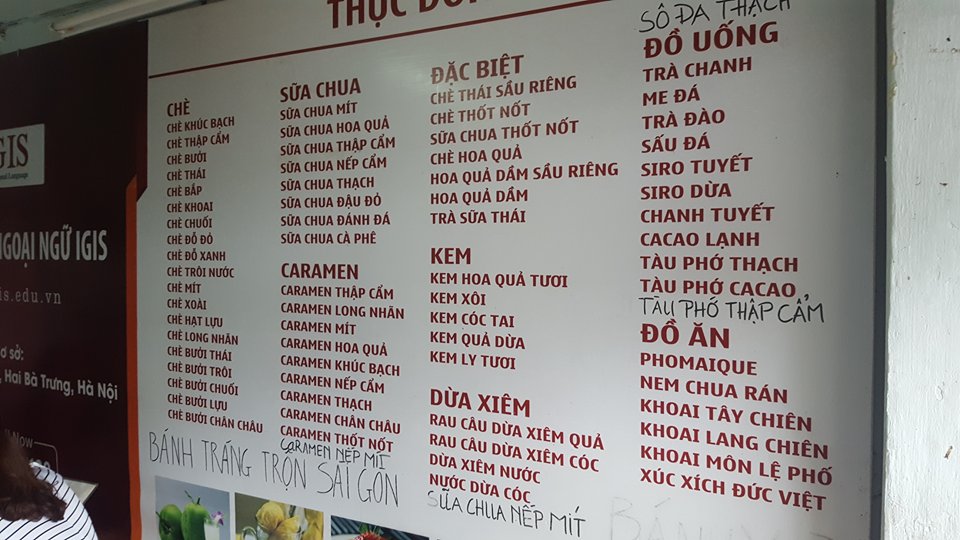 THỰC ĐƠN
GIS
NGOẠI NGỮ IGIS
is.edu.vn
ơ sở:
, Hai Bà Trưng, Hà Nội
Now
CHÈ
CHÈ KHÚC BẠCH
CHÈ THẬP CẨM
CHÈ BƯỞI
CHÈ THÁI
CHÈ BẮP
CHÈ KHOAI
CHÈ CHUỐI
CHÈ ĐỖ ĐỎ
CHÈ ĐỖ XANH
CHÈ TRÔI NƯỚC
CHÈ MÍT
CHÈ XOÀI
CHÈ HẠT LỰU
CHÈ LONG NHÃN
CHÈ BƯỞI THÁI
CHÈ BƯỞI TRÔI
CHÈ BƯỞI CHUỐI
CHÈ BƯỞI LỰU
CHÈ BƯỞI CHÂN CHÂU
SỮA CHUA
SỮA CHUA MÍT
SỮA CHUA HOA QUẢ
SỮA CHUA THẬP CẨM
SỮA CHUA NẾP CẨM
SỮA CHUA THẠCH
SỮA CHUA ĐẬU ĐỎ
SỮA CHUA ĐÁNH ĐÁ
SỮA CHUA CÀ PHÊ
CARAMEN
CARAMEN THẬP CẨM
CARAMEN LONG NHÃN
CARAMEN MÍT
CARAMEN HOA QUẢ
CARAMEN KHÚC BẠCH
CARAMEN NẾP CẨM
CARAMEN THẠCH
CARAMEN CHÂN CHÂU
CARAMEN THỐT NỐT
CARAMEN NẾP MÍT
BÁNH TRÁNG TRỘN SÀI GÒN
ĐẶC BIỆT
CHÈ THÁI SẦU RIÊNG
CHÈ THỐT NỐT
SỮA CHUA THỐT NỐT
CHÈ HOA QUẢ
HOA QUẢ DẦM SẦU RIÊNG
HOA QUẢ DẦM
TRÀ SỮA THÁI
KEM
KEM HOA QUẢ TƯƠI
KEM XÔI
KEM CÓC TAI
KEM QUẢ DỪA
KEM LY TƯƠI
DỪA XIÊM
RAU CÂU DỪA XIÊM QUẢ
RAU CÂU DỪA XIÊM CÓC
DỪA XIÊM NƯỚC
NƯỚC DỪA CÓC
SỮA CHUA NẾP MÍT
SÔ ĐA THẠCH
ĐỒ UỐNG
TRÀ CHANH
ME ĐÁ
TRÀ ĐÀO
SẤU ĐÁ
SIRO TUYẾT
SIRO DỪA
CHANH TUYẾT
CACAO LẠNH
TÀU PHỚ THẠCH
TÀU PHỚ CACAO
TÀU PHỚ THẬP CẨM
ĐỒ ĂN
PHOMAIQUE
NEM CHUA RÁN
KHOAI TÂY CHIÊN
KHOAI LANG CHIÊN
KHOAI MÔN LỆ PHỐ
XÚC XÍCH ĐỨC VIỆT